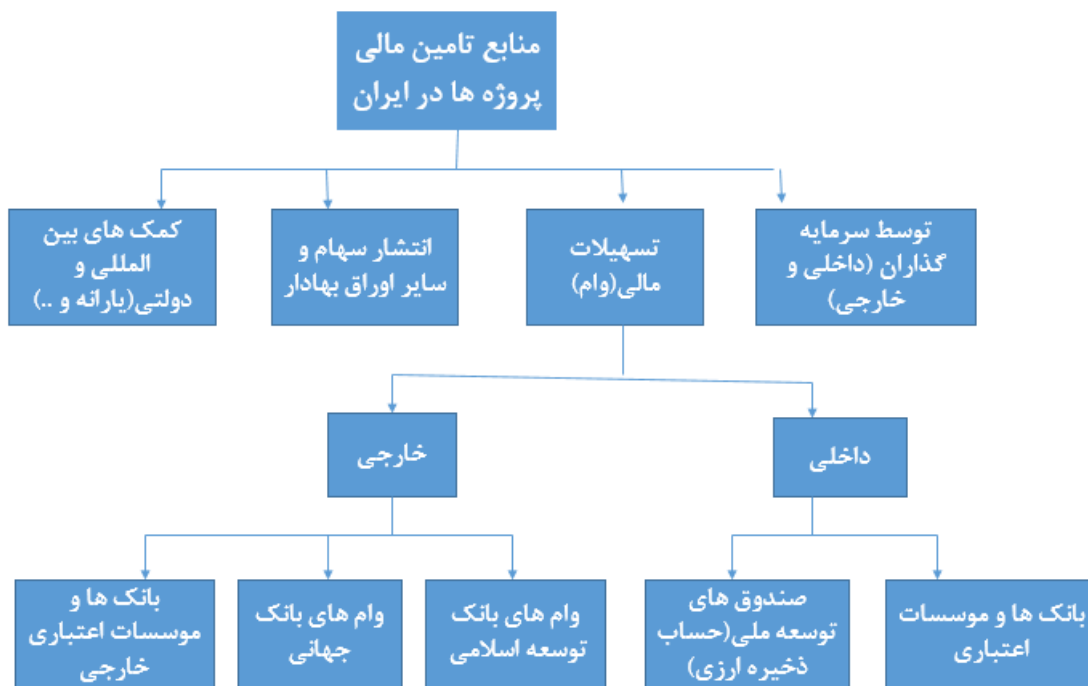 منابع تامین مالی
پروژه ها در ایران
توسط سرمایه
گذاران (داخلی و
خارجی)
تسهیلات
مالی(وام)
انتشار سهام و
سایر اوراق بهادار
کمک های بین
المللی و
دولتی(یارانه و ..)
داخلی
خارجی
بانک ها و موسسات
اعتباری
صندوق های
توسعه ملی(حساب
ذخیره ارزی)
وام های بانک
توسعه اسلامی
وام های بانک
جهانی
بانک ها و
موسسات اعتباری
خارجی